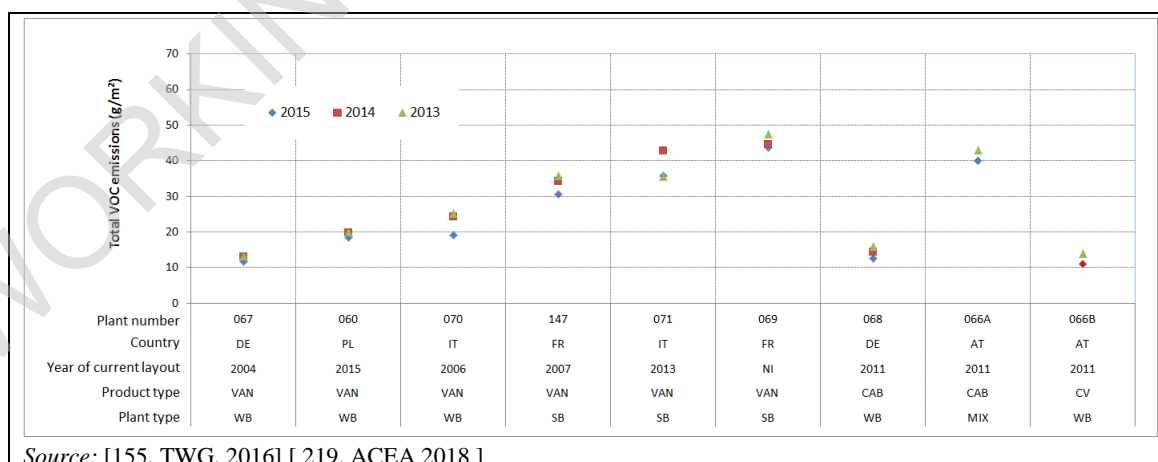 WORKIN
70
60
50
40
30
20
10
0
Total VOC emissions (g/m²)
2015 2014 2013
Plant number 067 060 070 147 071 069 068 066A 066B
Country DE PL IT FR IT FR DE AT AT
Year of current layout 2004 2015 2006 2007 2013 NI 2011 2011 2011
Product type VAN VAN VAN VAN VAN VAN CAB CAB CV
Plant type WB WB WB SB SB SB WB MIX WB
Source: [155, TWG, 2016] [ 219, ACEA 2018 ]